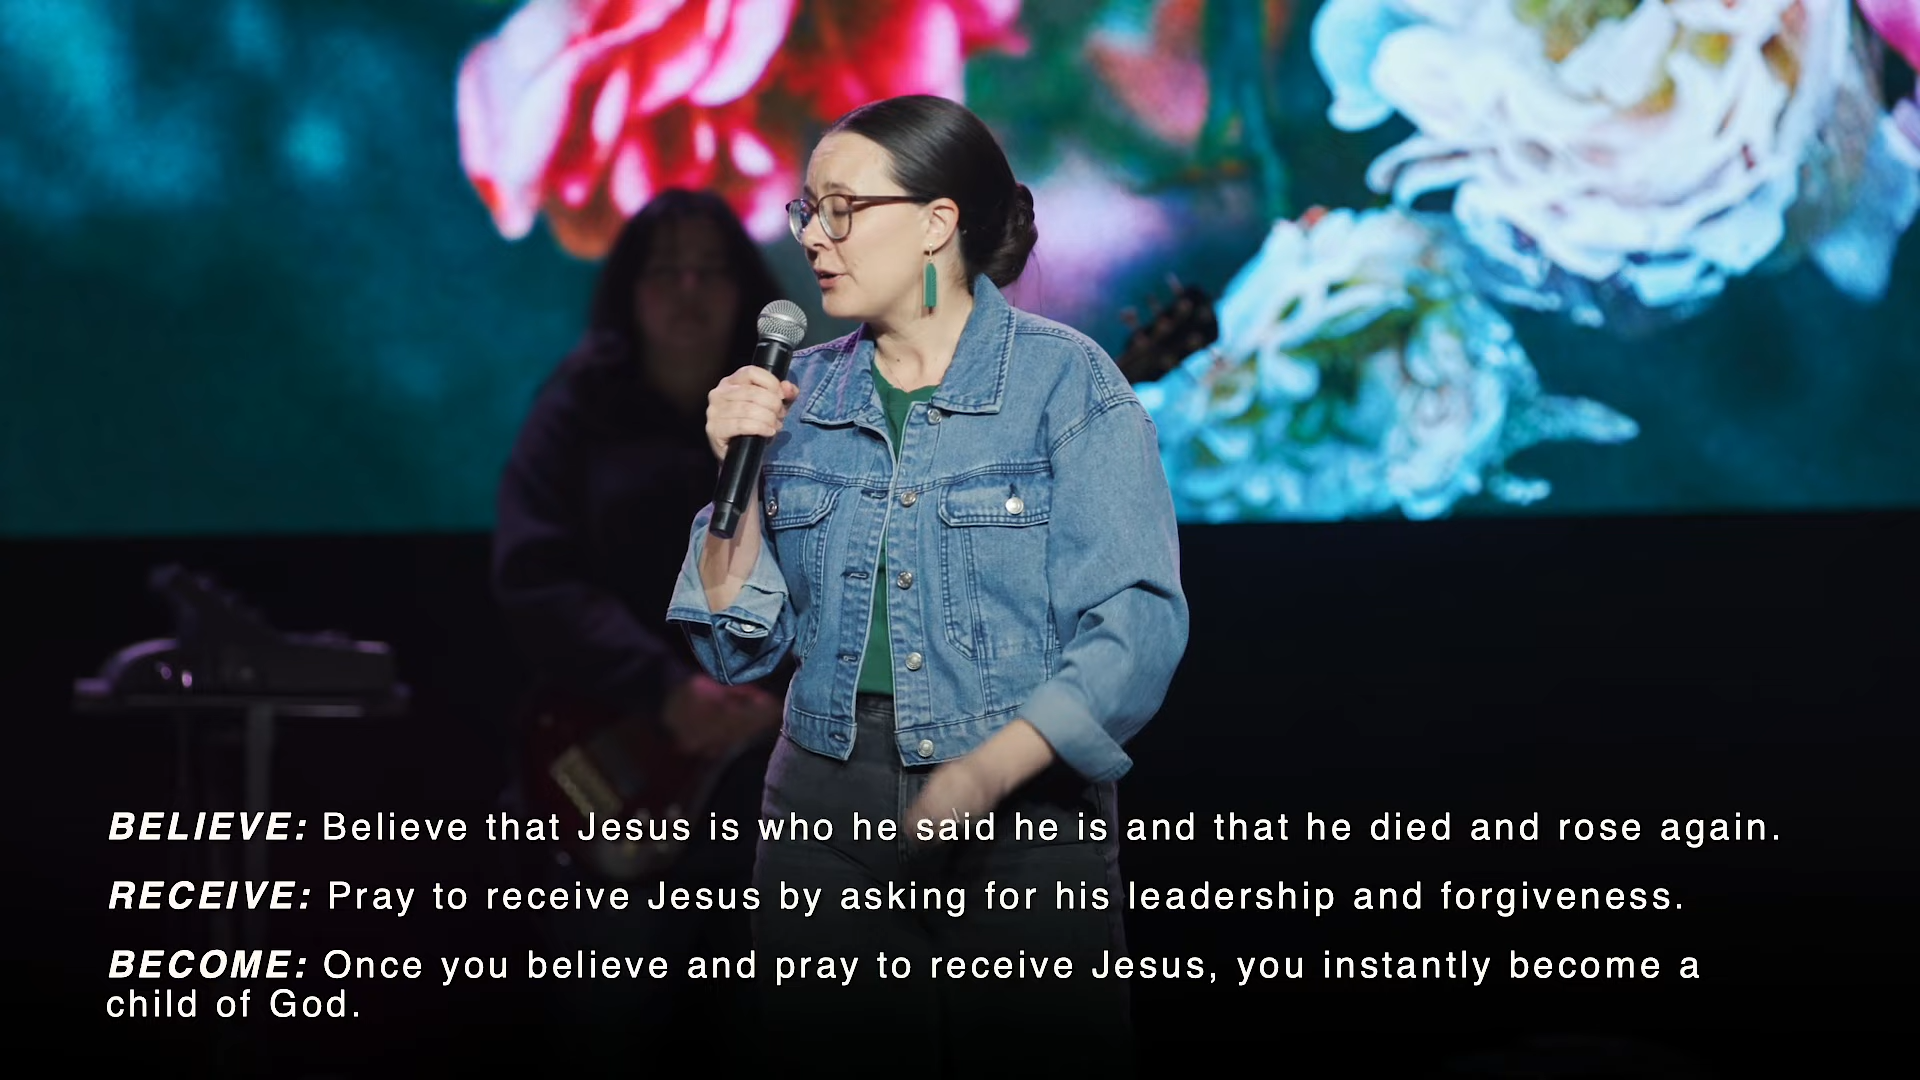 BELIEVE: Believe that Jesus is who he said he is and that he died and rose again.
RECEIVE: Pray to receive Jesus by asking for his leadership and forgiveness.
BECOME: Once you believe and pray to receive Jesus, you instantly become a
child of God.